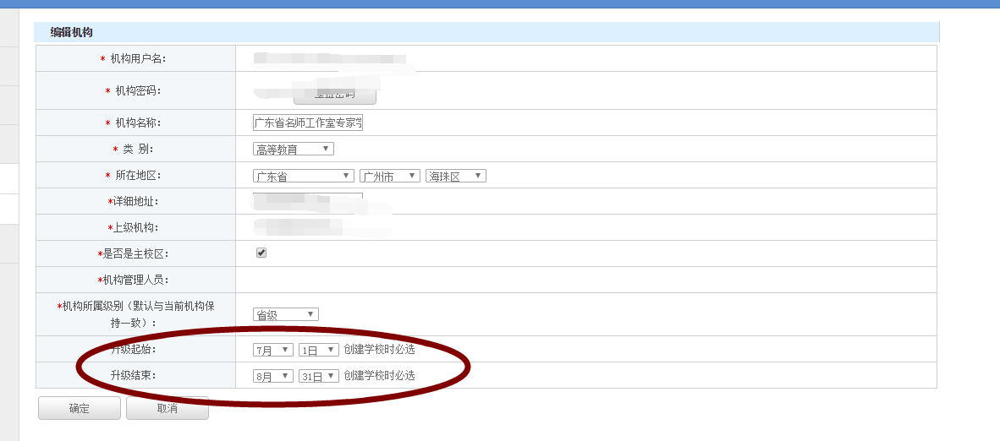 编辑机构
* 机构用户名:
* 机构密码:
* 机构名称: 广东省名师工作室专家学
* 类 别: 高等教育
* 所在地区: 广东省 广州市 海珠区
*详细地址:
*上级机构:
*是否是主校区:
*机构管理人员:
*机构所属级别（默认与当前机构保
持一致）: 省级
升级起始: 7月 1日 创建学校时必选
升级结束: 8月 31日 创建学校时必选
确定 取消